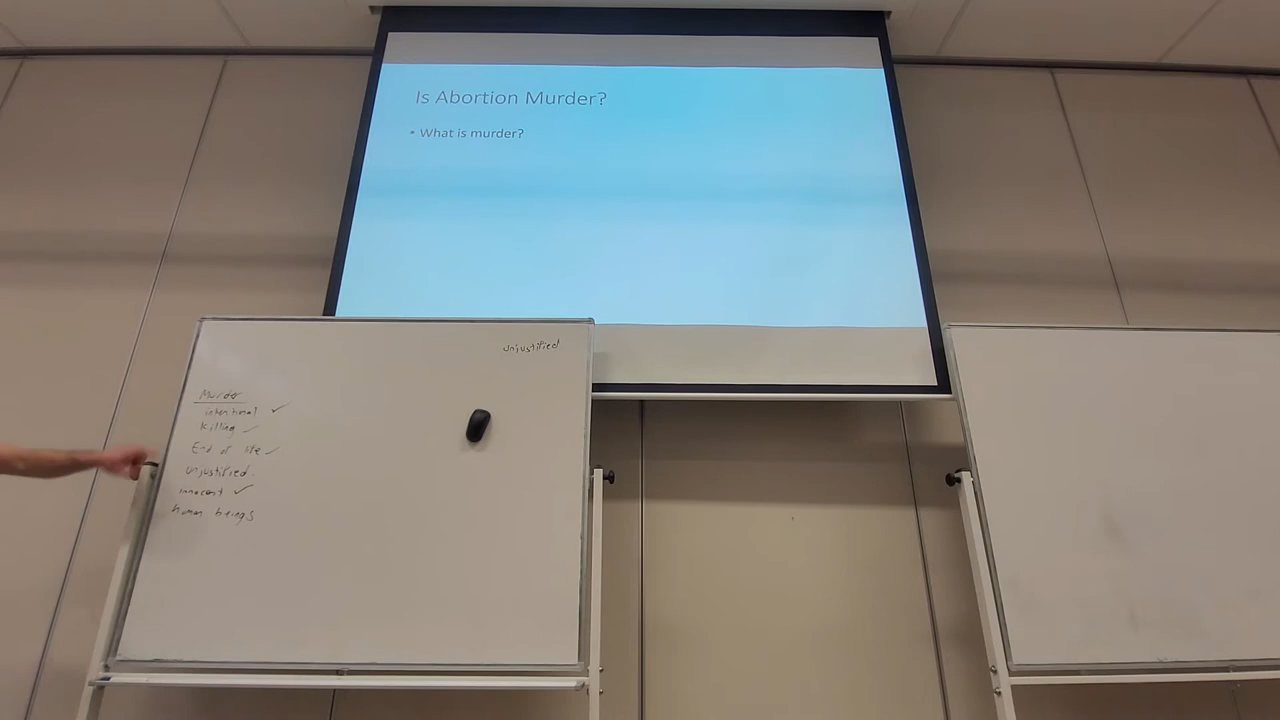 Is Abortion Murder?
• What is murder?
unjustified
Murder
intentional ✓
killing ✓
End of life ✓
unjustified.
innocent ✓
human beings